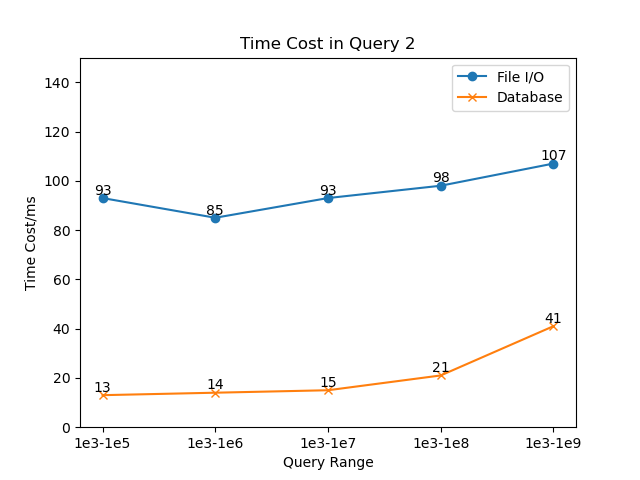 Time Cost in Query 2
File I/O
Database
140
120
100
80
60
40
20
0
Time Cost/ms
93
85
93
98
107
13
14
15
21
41
1e3-1e5
1e3-1e6
1e3-1e7
1e3-1e8
1e3-1e9
Query Range